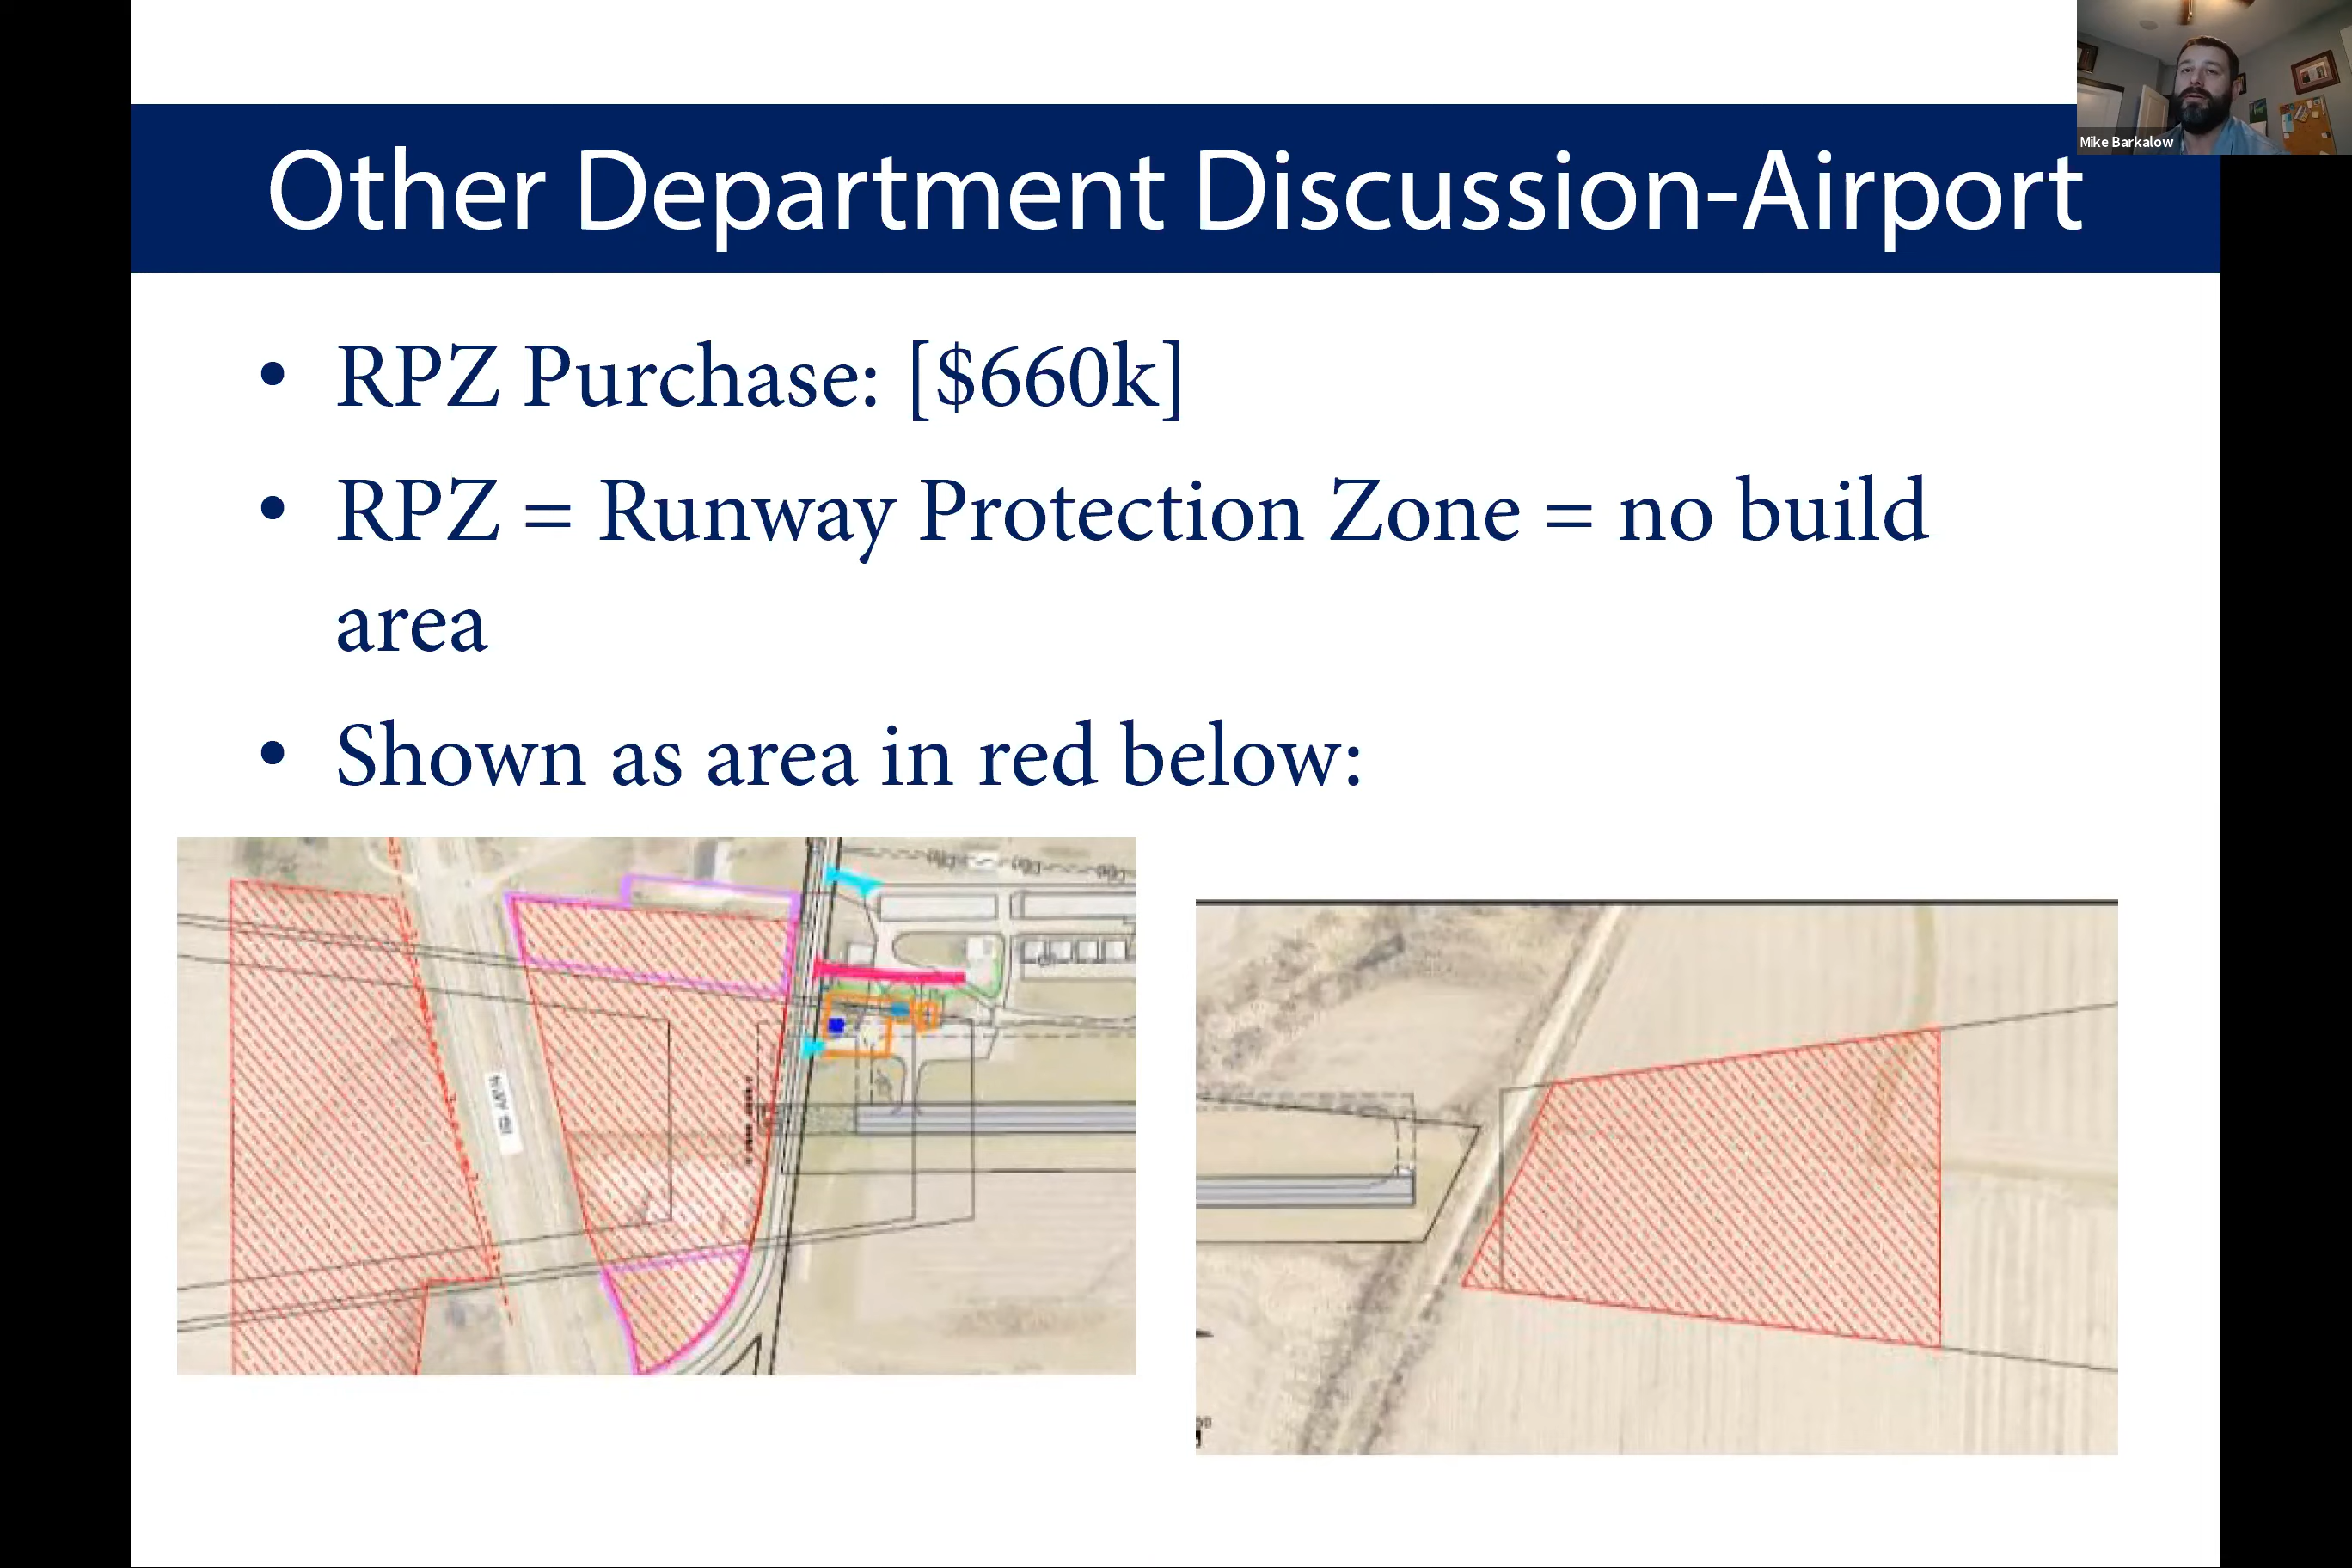 Mike Barkalow
Other Department Discussion-Airport
• RPZ Purchase: [$660k]
• RPZ = Runway Protection Zone = no build
area
• Shown as area in red below: